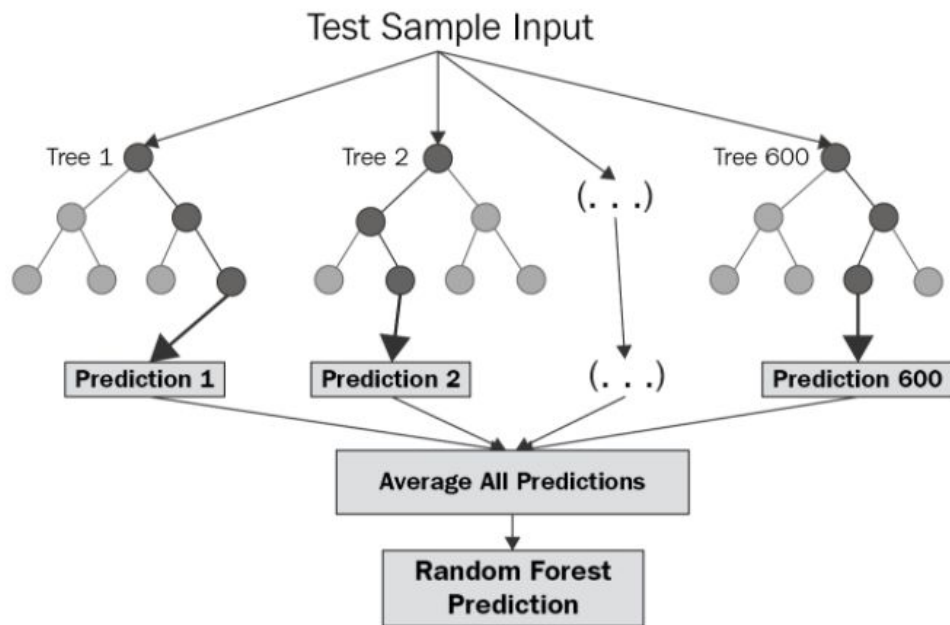 Test Sample Input
Tree 1
Tree 2
Tree 600
(. . .)
Prediction 1
Prediction 2
(. . .)
Prediction 600
Average All Predictions
Random Forest
Prediction